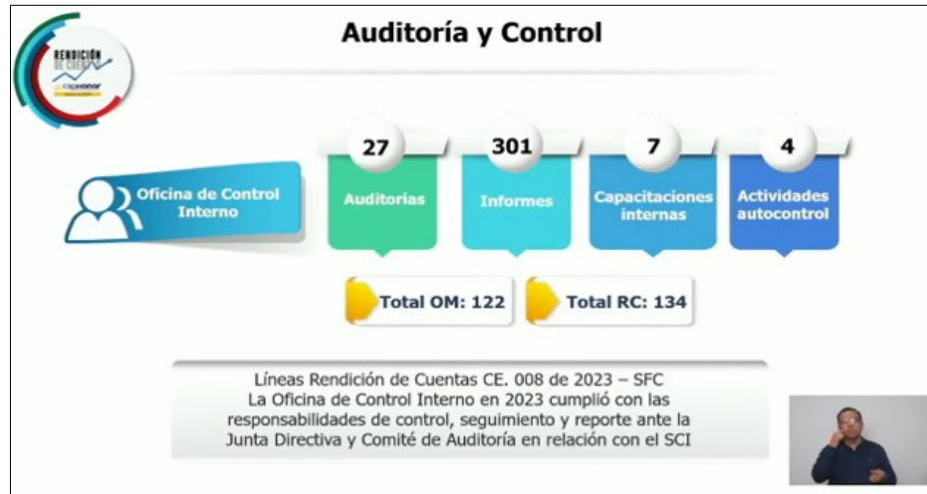 Auditoría y Control
RENDICIÓN
DE CUENTAS
27
301
7
4
Oficina de Control
Interno
Auditorías
Informes
Capacitaciones
internas
Actividades
autocontrol
Total OM: 122
Total RC: 134
Líneas Rendición de Cuentas CE. 008 de 2023 – SFC
La Oficina de Control Interno en 2023 cumplió con las
responsabilidades de control, seguimiento y reporte ante la
Junta Directiva y Comité de Auditoría en relación con el SCI